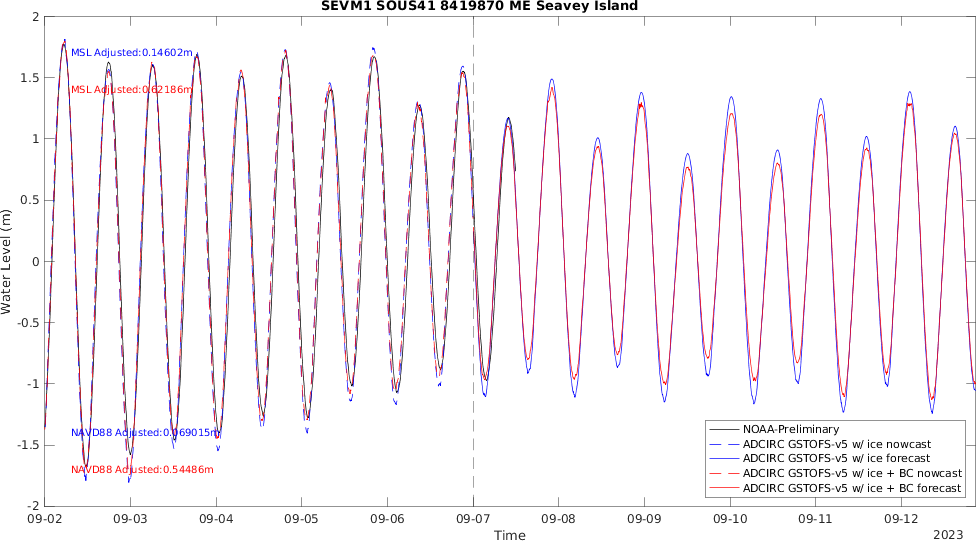 SEVM1 SOUS41 8419870 ME Seavey Island
2
1.5
1
0.5
0
-0.5
-1
-1.5
-2
Water Level (m)
MSL Adjusted:0.14602m
MSL Adjusted:0.62186m
NAVD88 Adjusted:0.069015m
NAVD88 Adjusted:0.54486m
NOAA-Preliminary
ADCIRC GSTOFS-v5 w/ ice nowcast
ADCIRC GSTOFS-v5 w/ ice forecast
ADCIRC GSTOFS-v5 w/ ice + BC nowcast
ADCIRC GSTOFS-v5 w/ ice + BC forecast
09-02 09-03 09-04 09-05 09-06 09-07 09-08 09-09 09-10 09-11 09-12
Time
2023